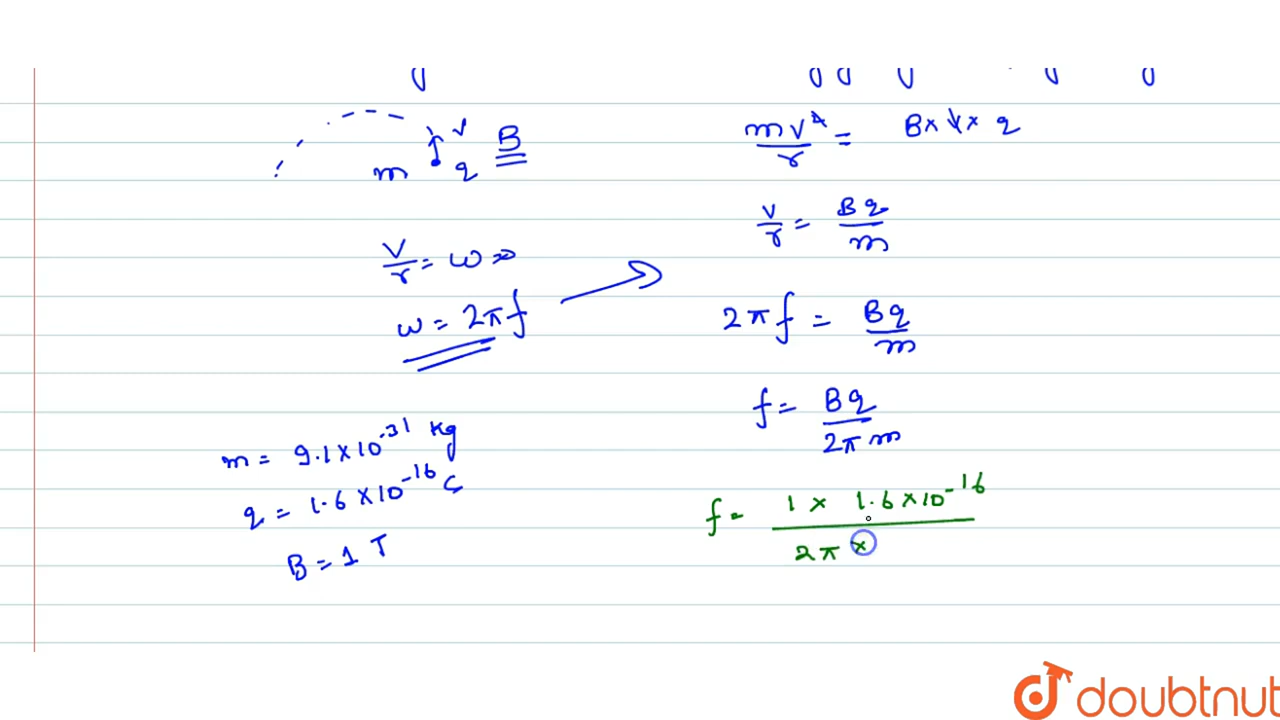 m v q B
mv²/r = B × v × q
v/r = ω
v/r = Bq/m
ω = 2πf
2πf = Bq/m
f = Bq/2πm
m = 9.1×10⁻³¹ kg
q = 1.6×10⁻¹⁶ C
B = 1 T
f = 1 × 1.6×10⁻¹⁶
2π ×
doubtnut